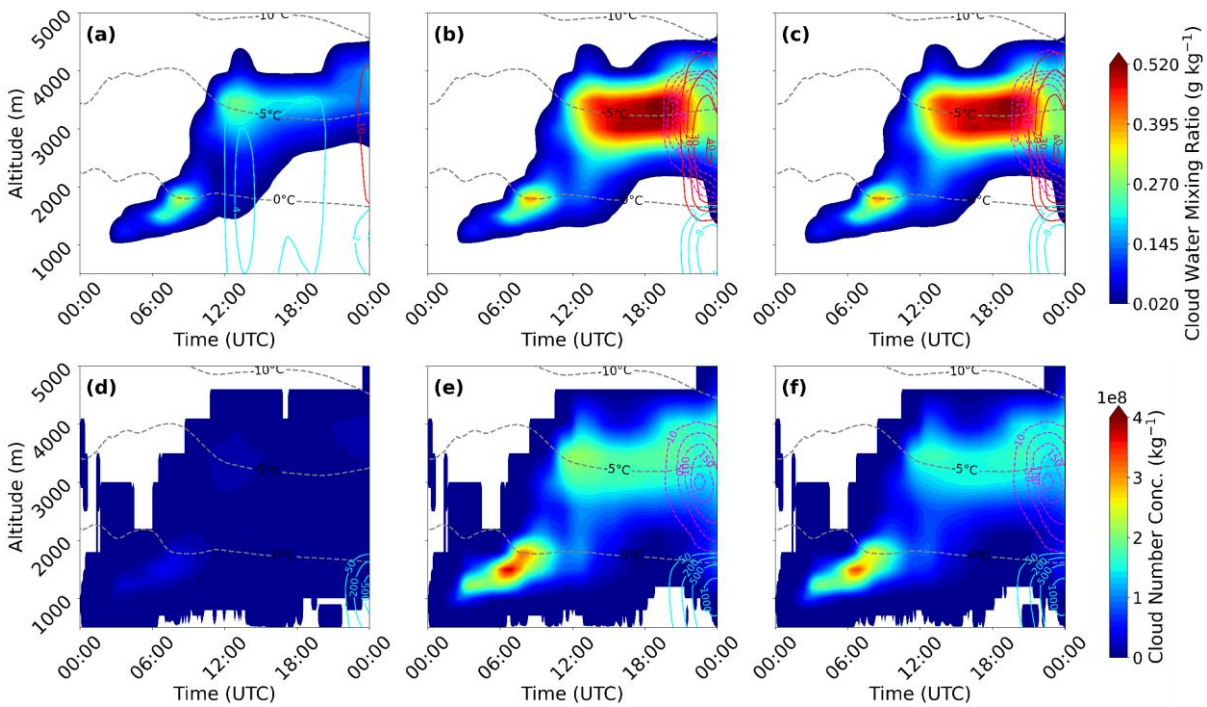 (a)
(b)
(c)
-10°C
-10°C
-10°C
-5°C
-5°C
-5°C
0°C
0°C
0°C
5000
4000
3000
2000
1000
Altitude (m)
00:00 06:00 12:00 18:00 00:00
00:00 06:00 12:00 18:00 00:00
00:00 06:00 12:00 18:00 00:00
Time (UTC)
Time (UTC)
Time (UTC)
0.520
0.395
0.270
0.145
0.020
Cloud Water Mixing Ratio (g kg⁻¹)
(d)
(e)
(f)
-10°C
-10°C
-10°C
-5°C
-5°C
-5°C
0°C
0°C
0°C
5000
4000
3000
2000
1000
Altitude (m)
00:00 06:00 12:00 18:00 00:00
00:00 06:00 12:00 18:00 00:00
00:00 06:00 12:00 18:00 00:00
Time (UTC)
Time (UTC)
Time (UTC)
1e8
4
3
2
1
0
Cloud Number Conc. (kg⁻¹)